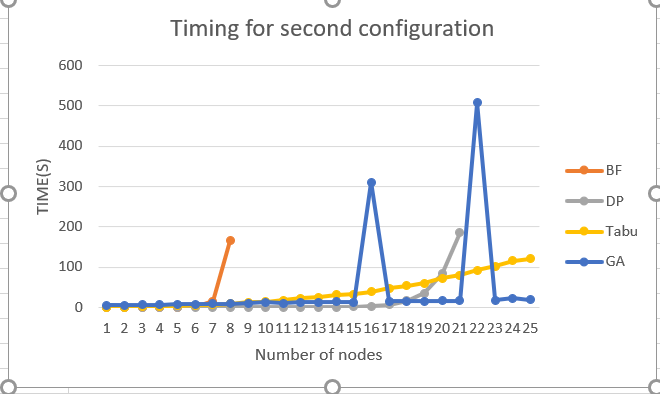 Timing for second configuration
600
500
400
300
200
100
0
TIME(S)
1 2 3 4 5 6 7 8 9 10 11 12 13 14 15 16 17 18 19 20 21 22 23 24 25
Number of nodes
BF
DP
Tabu
GA